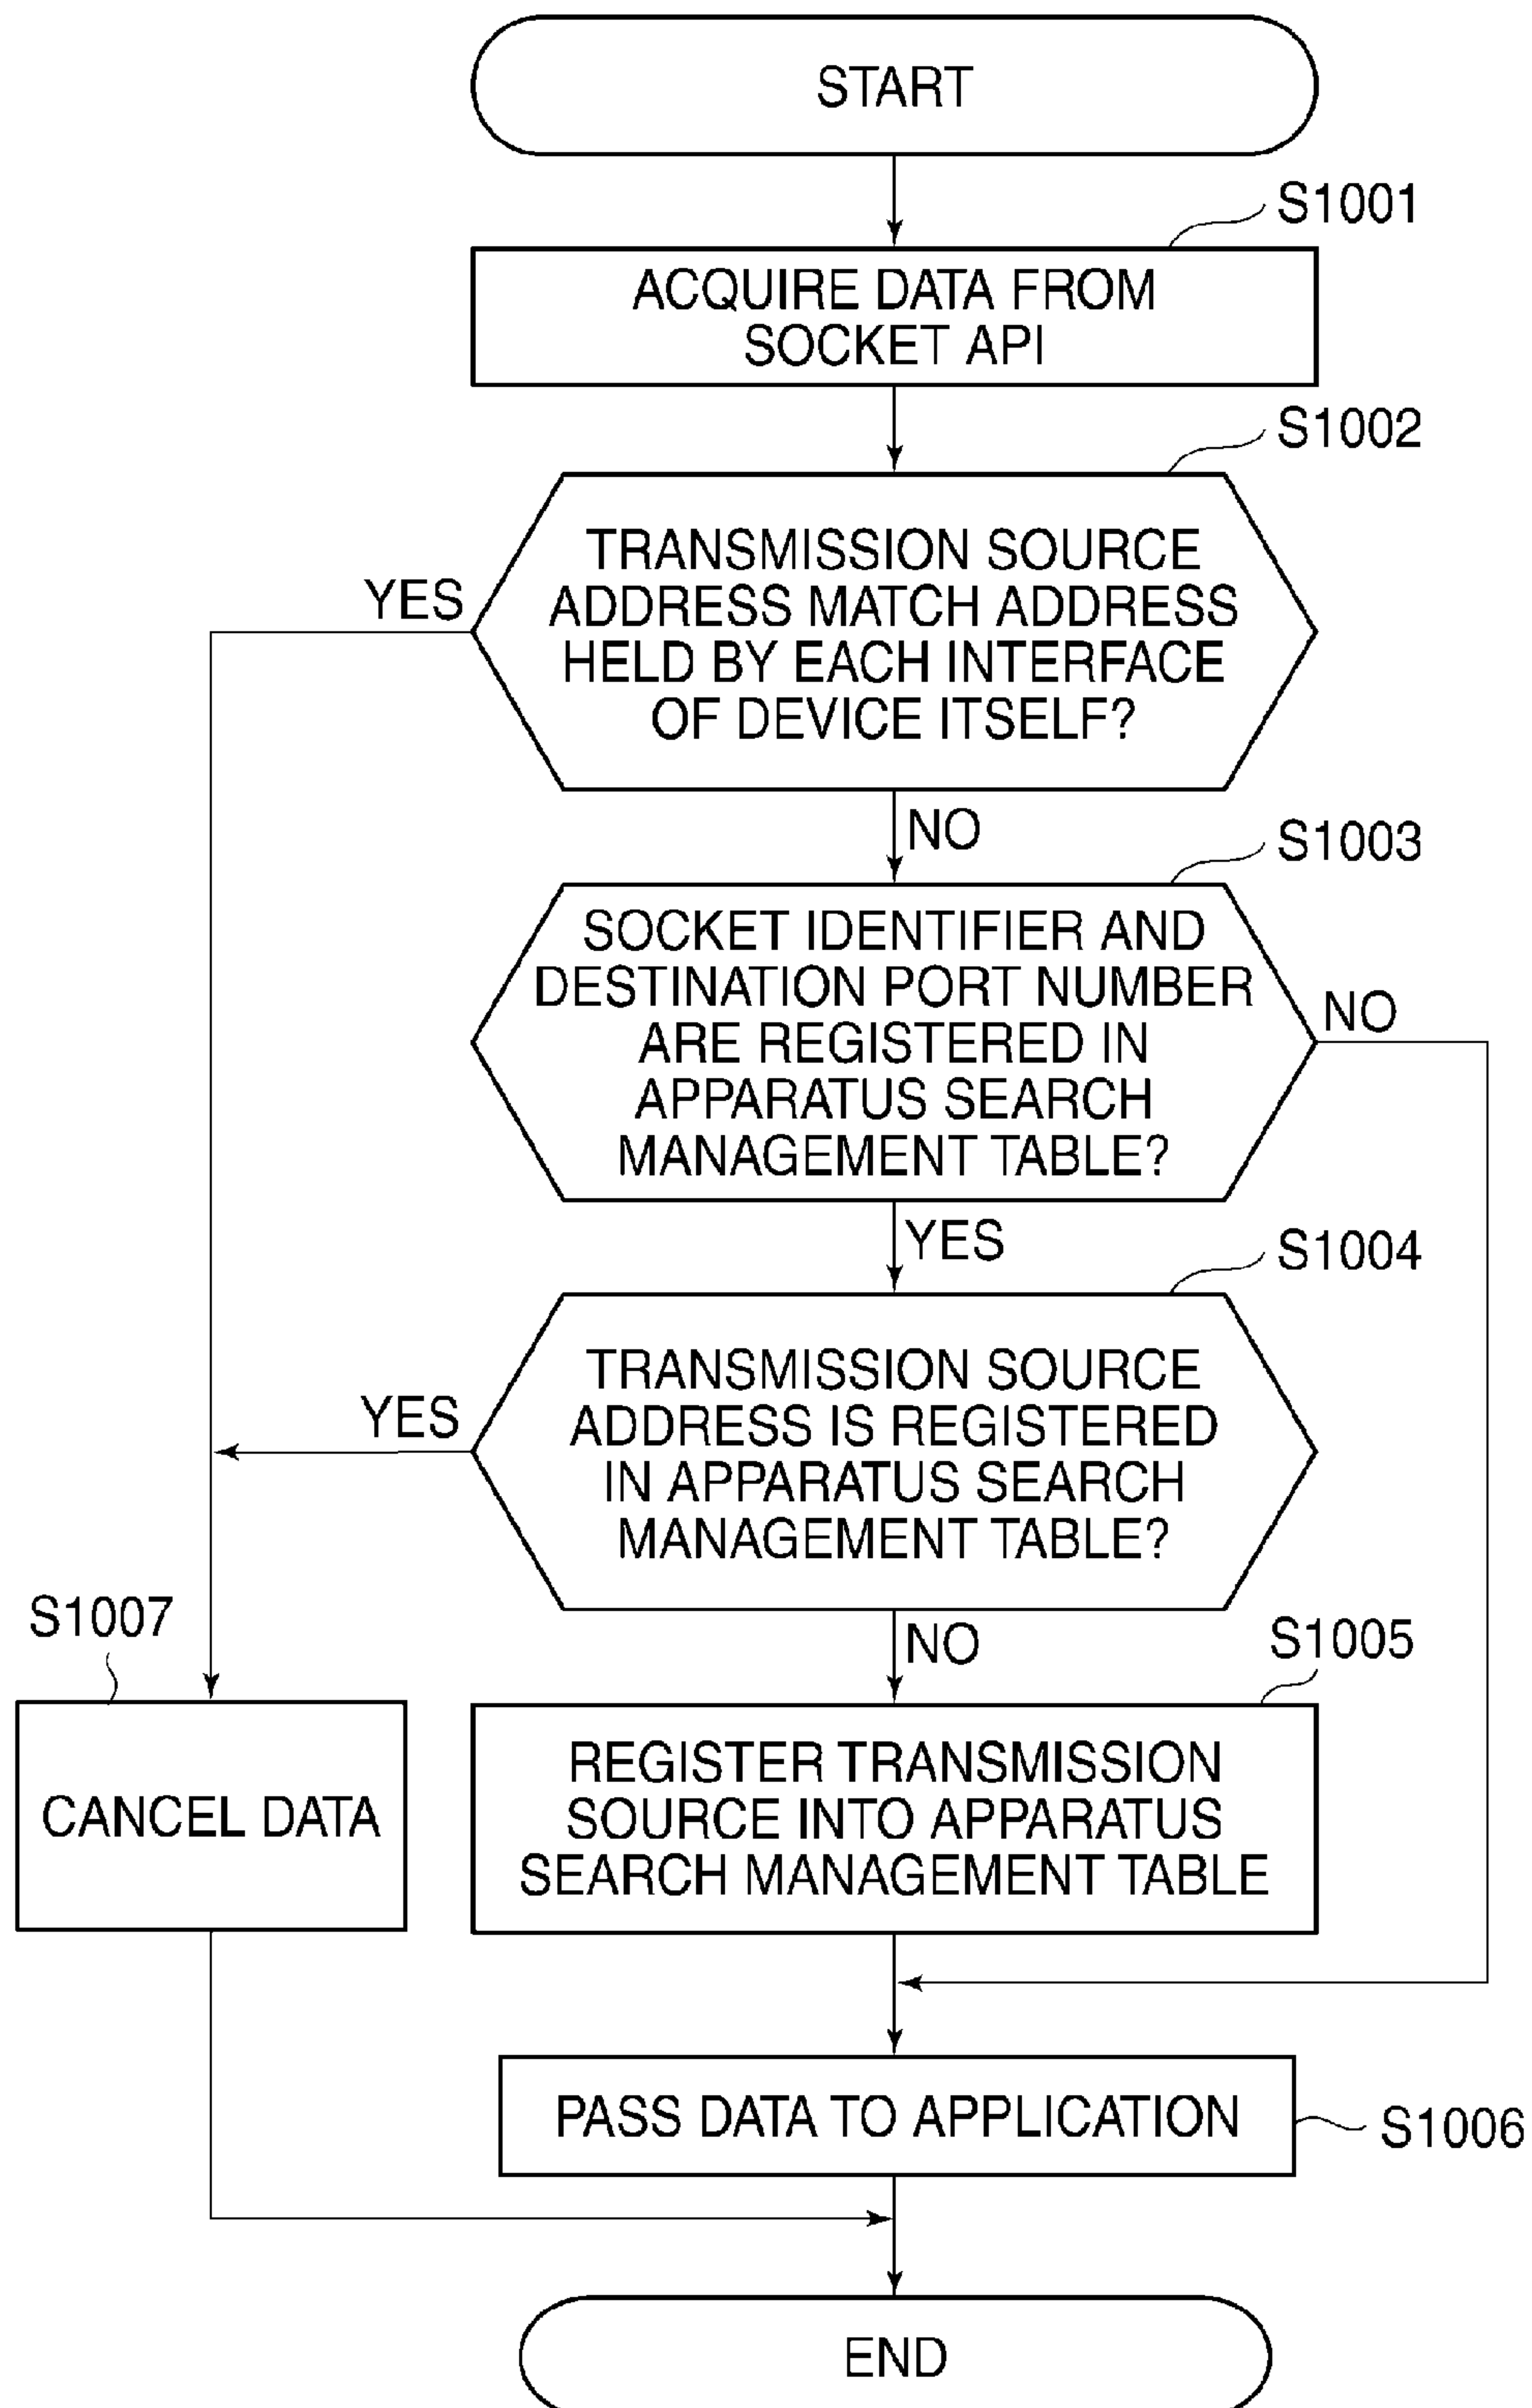 START
S1001
ACQUIRE DATA FROM
SOCKET API
S1002
TRANSMISSION SOURCE
ADDRESS MATCH ADDRESS
HELD BY EACH INTERFACE
OF DEVICE ITSELF?
YES
NO
S1003
SOCKET IDENTIFIER AND
DESTINATION PORT NUMBER
ARE REGISTERED IN
APPARATUS SEARCH
MANAGEMENT TABLE?
NO
YES
S1004
TRANSMISSION SOURCE
ADDRESS IS REGISTERED
IN APPARATUS SEARCH
MANAGEMENT TABLE?
YES
NO
S1007
CANCEL DATA
S1005
REGISTER TRANSMISSION
SOURCE INTO APPARATUS
SEARCH MANAGEMENT TABLE
PASS DATA TO APPLICATION
S1006
END